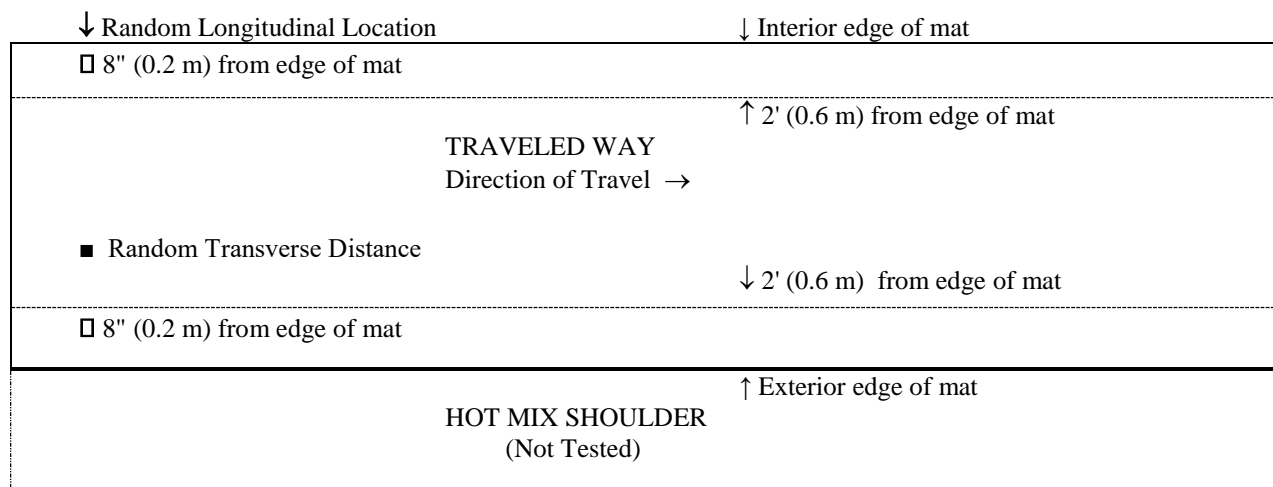 ↓ Random Longitudinal Location ↓ Interior edge of mat
▯ 8" (0.2 m) from edge of mat
↑ 2' (0.6 m) from edge of mat
TRAVELED WAY
Direction of Travel →
■ Random Transverse Distance
↓ 2' (0.6 m) from edge of mat
▯ 8" (0.2 m) from edge of mat
↑ Exterior edge of mat
HOT MIX SHOULDER
(Not Tested)